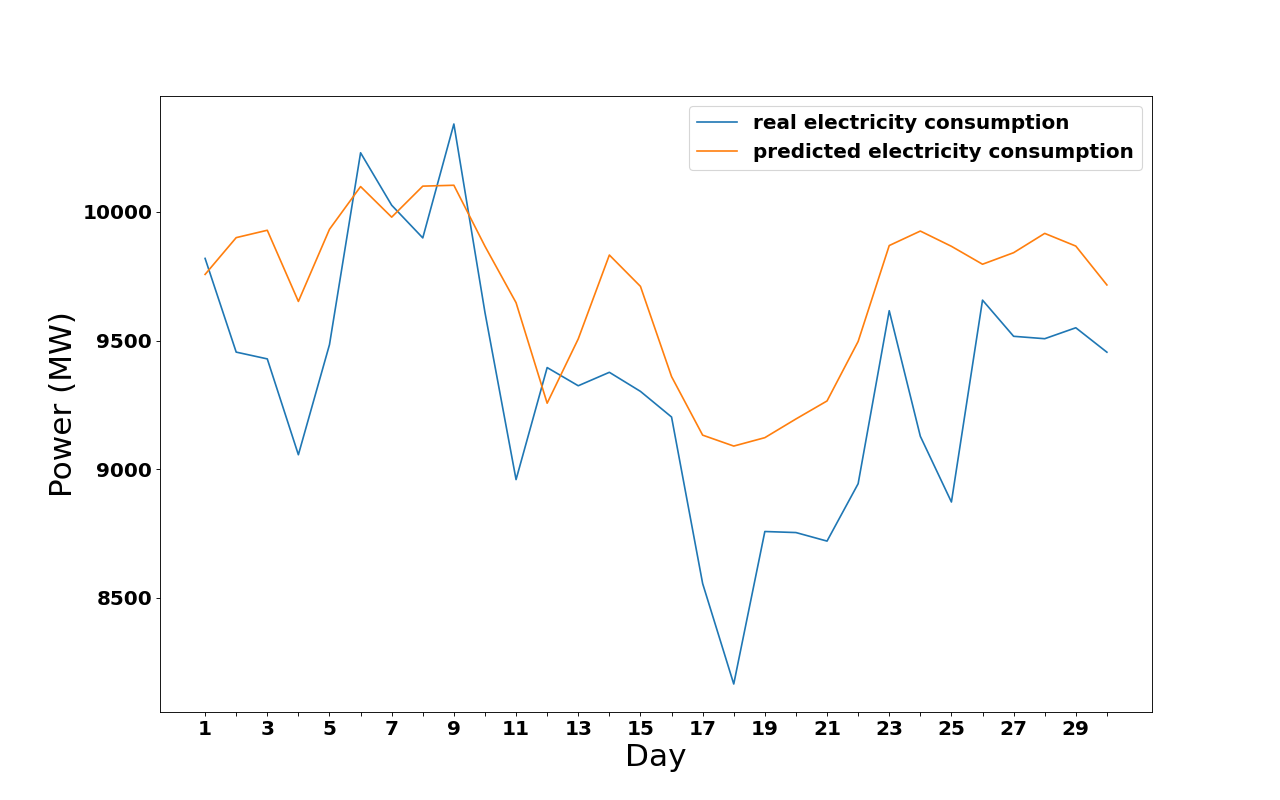 real electricity consumption
predicted electricity consumption
10000
9500
9000
8500
Power (MW)
1 3 5 7 9 11 13 15 17 19 21 23 25 27 29
Day